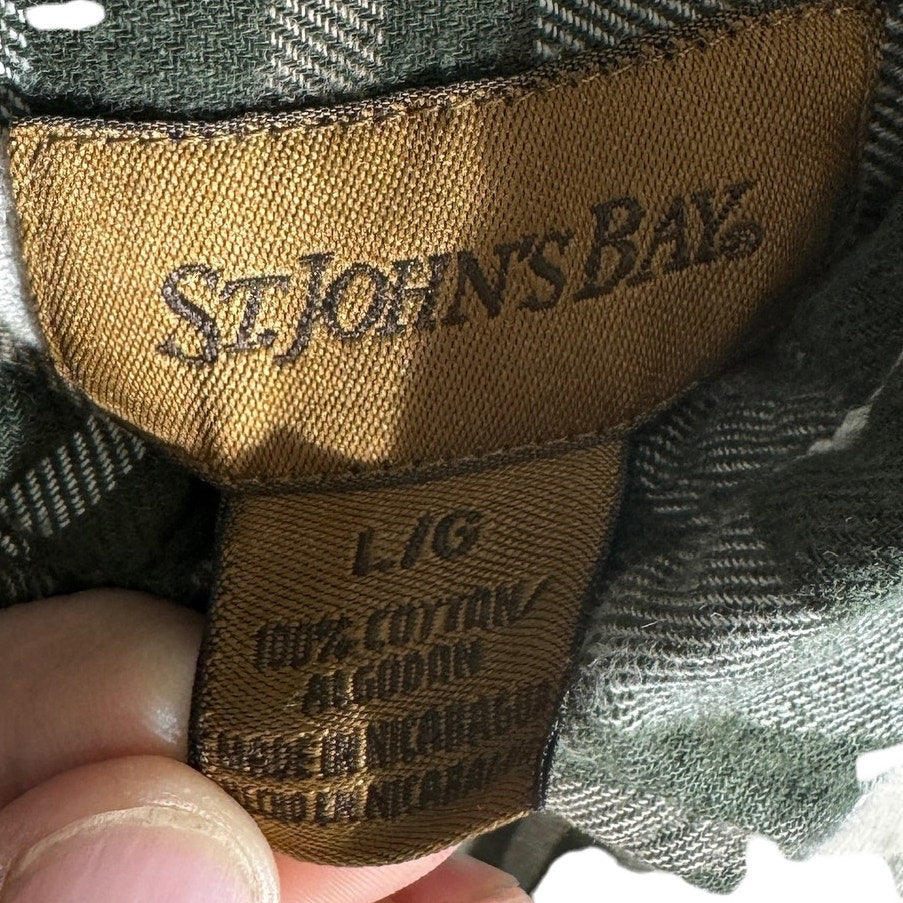 ST. JOHN'S BAY®
L/G
100% COTTON/
ALGODON
MADE IN NICARAGUA
HECHO EN NICARAGUA